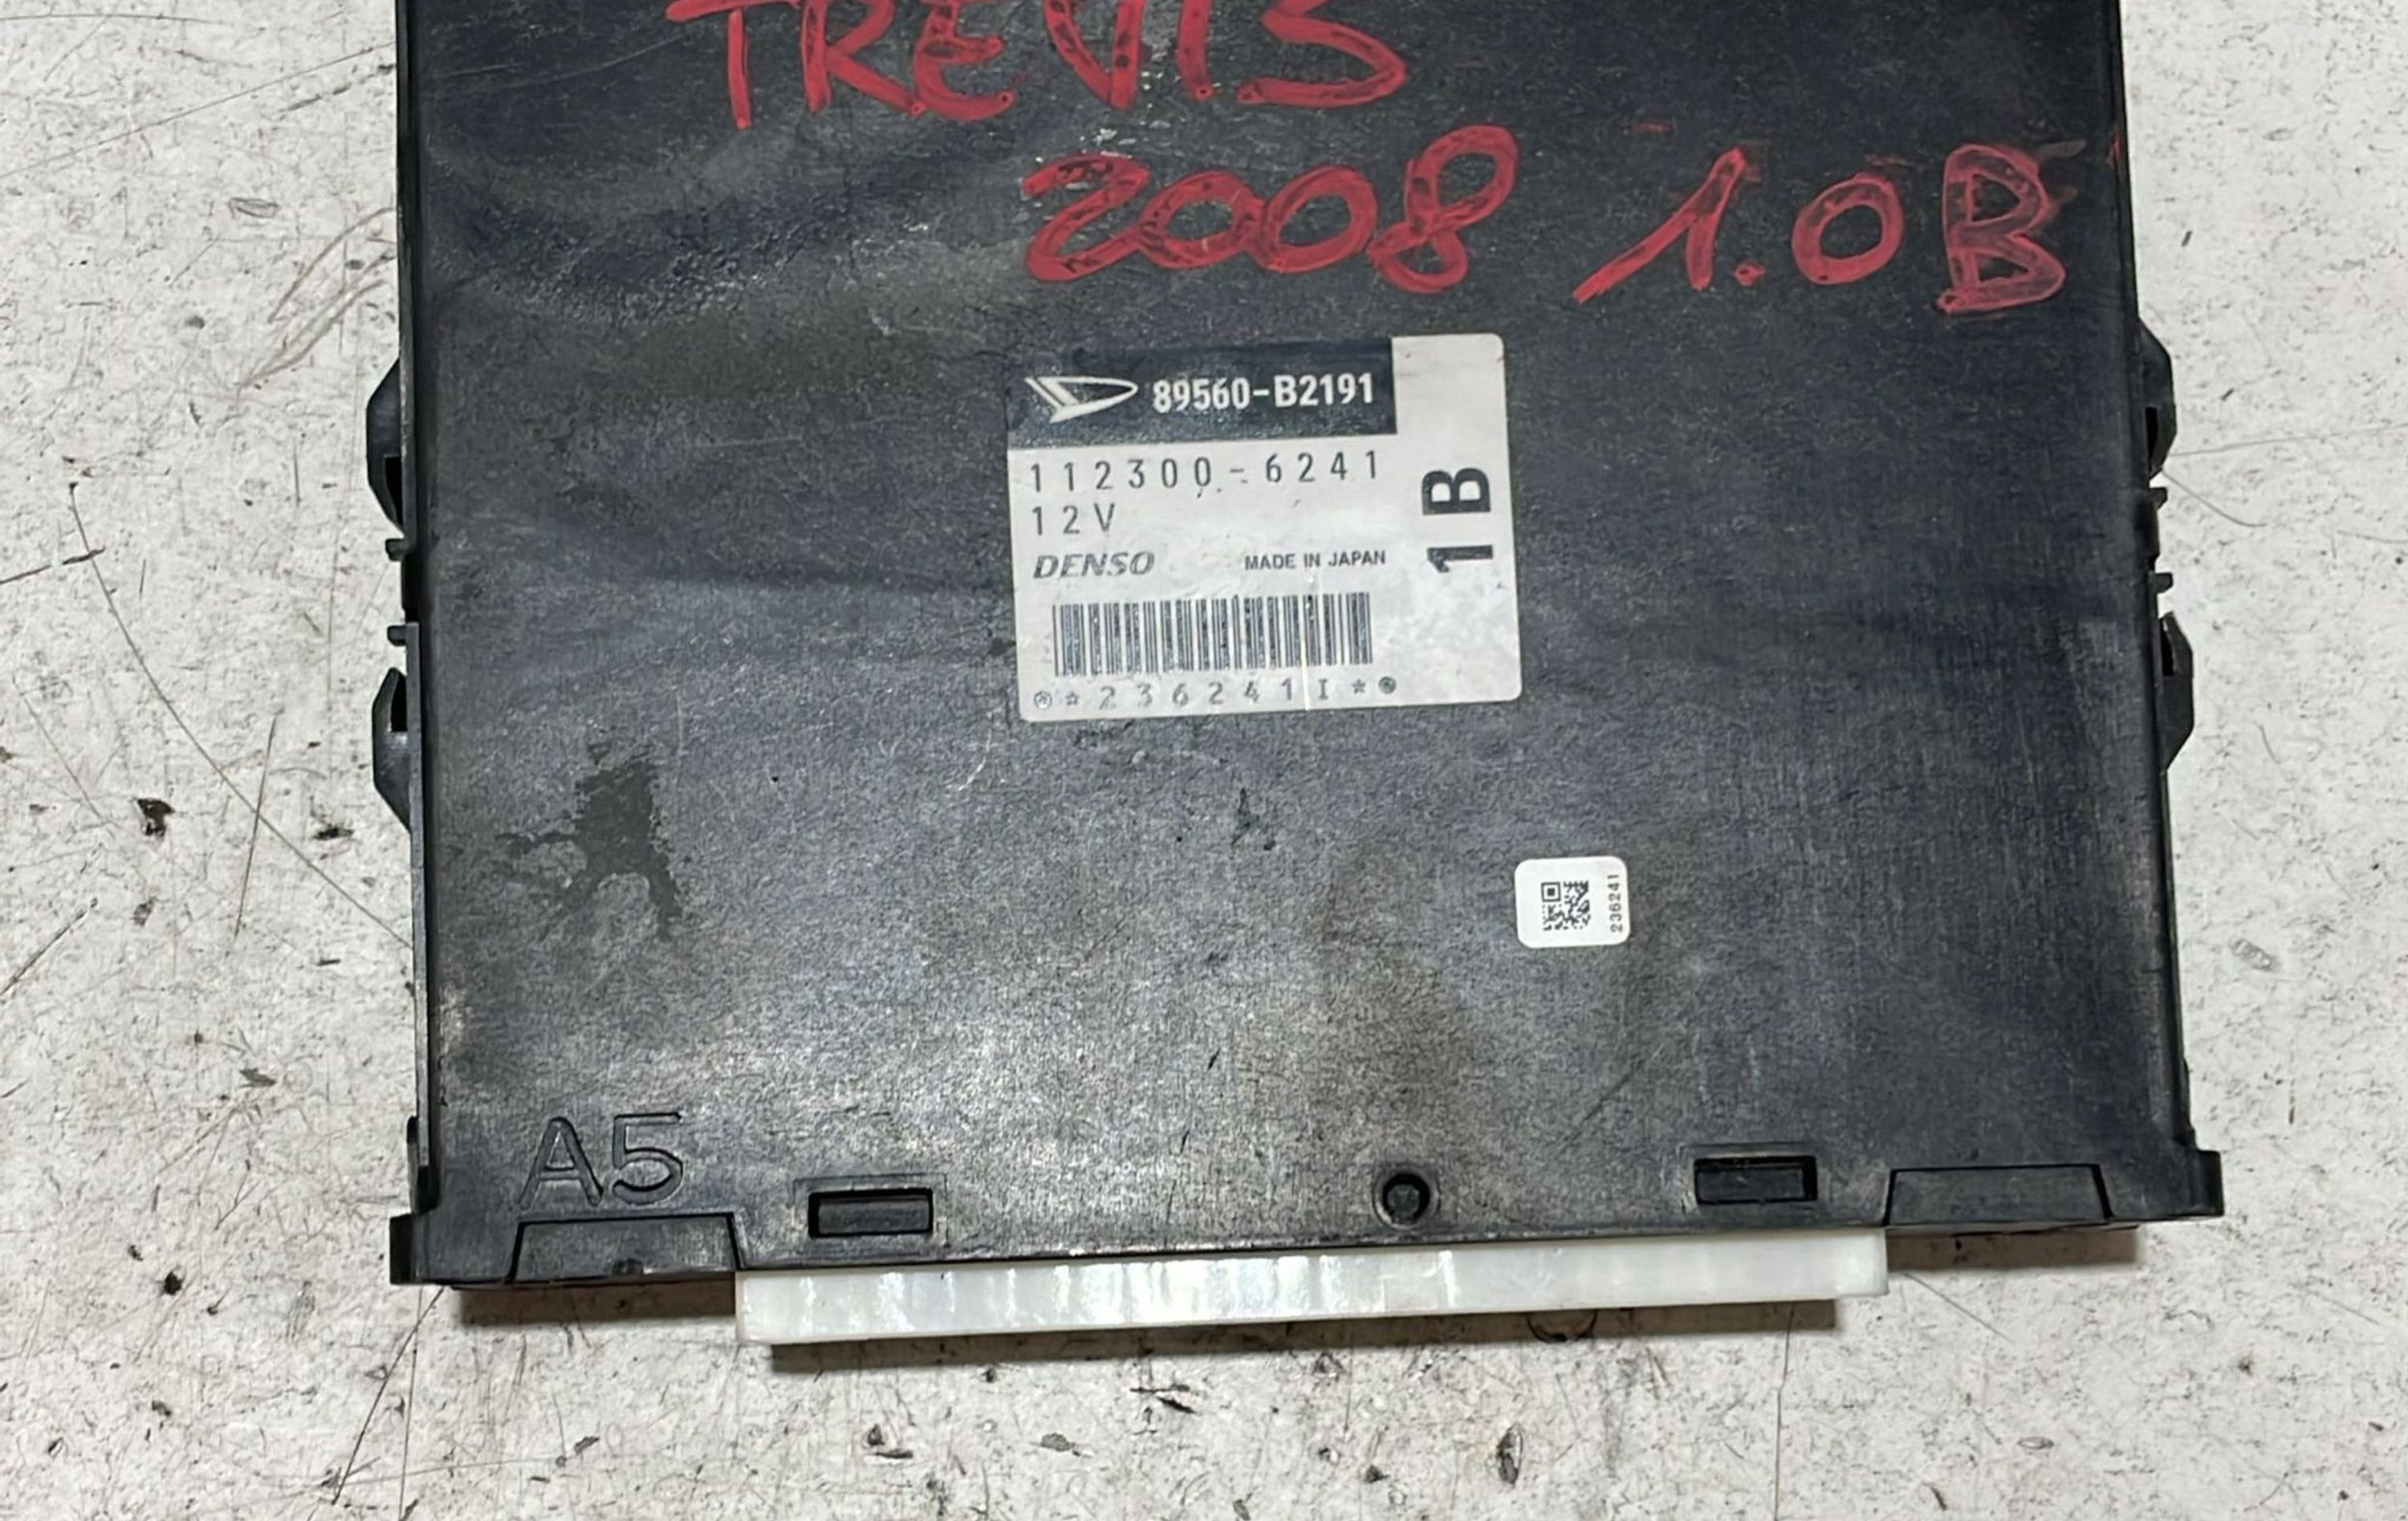 TREVIS
2008 1.0B
89560-B2191
112300-6241
12V
DENSO MADE IN JAPAN
*236241I*
1B
236241
A5